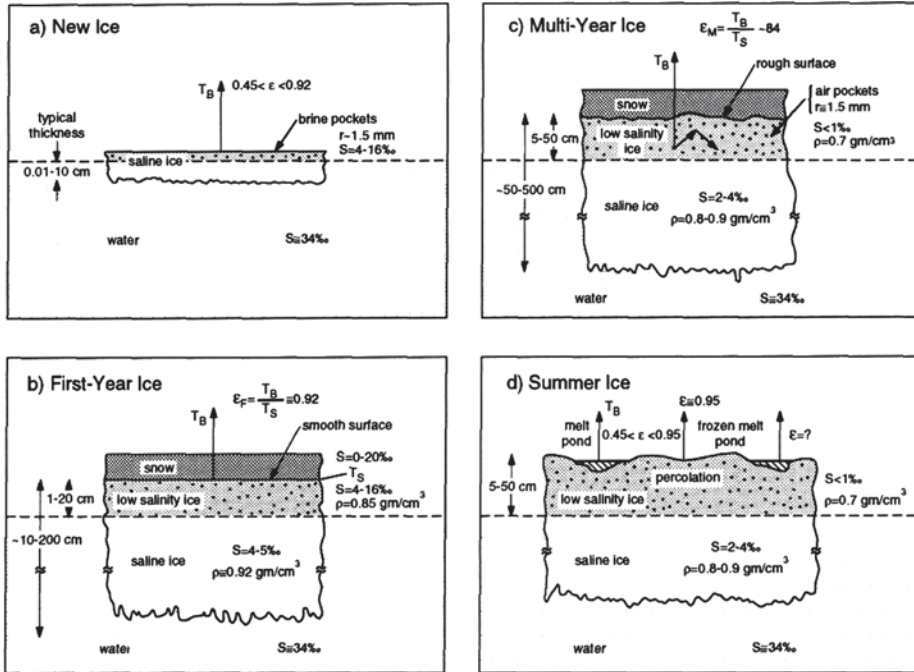 a) New Ice
T_B
0.45< ε <0.92
typical
thickness
brine pockets
r~1.5 mm
S=4-16‰
saline ice
0.01-10 cm
water
S≅34‰
b) First-Year Ice
ε_F= T_B/T_S ≅0.92
T_B
smooth surface
snow
S=0-20‰
T_S
S=4-16‰
ρ=0.85 gm/cm³
1-20 cm
low salinity ice
~10-200 cm
saline ice
S=4-5‰
ρ≅0.92 gm/cm³
water
S≅34‰
c) Multi-Year Ice
ε_M= T_B/T_S ~84
T_B
rough surface
snow
air pockets
r≅1.5 mm
5-50 cm
low salinity
ice
S<1‰
ρ=0.7 gm/cm³
~50-500 cm
saline ice
S=2-4‰
ρ=0.8-0.9 gm/cm³
water
S≅34‰
d) Summer Ice
melt
pond
T_B
0.45< ε <0.95
ε≅0.95
frozen melt
pond
ε=?
5-50 cm
percolation
low salinity ice
S<1‰
ρ=0.7 gm/cm³
saline ice
S=2-4‰
ρ=0.8-0.9 gm/cm³
water
S≅34‰